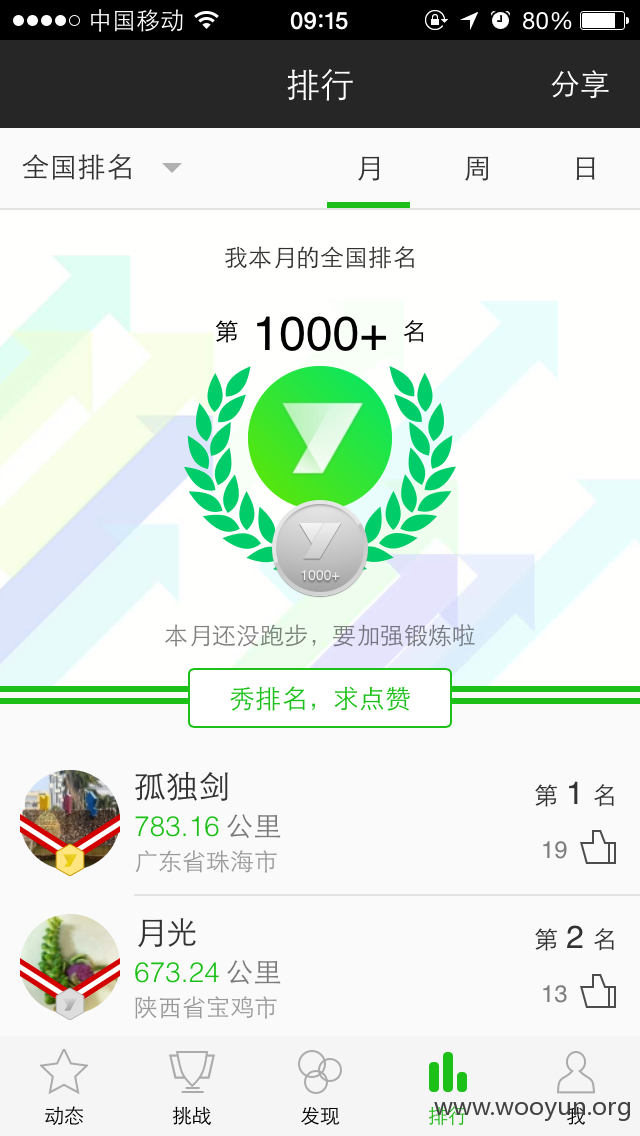 中国移动 09:15 80%
排行 分享
全国排名 月 周 日
我本月的全国排名
第 1000+ 名
1000+
本月还没跑步，要加强锻炼啦
秀排名，求点赞
孤独剑
第 1 名
783.16 公里
19
广东省珠海市
月光
第 2 名
673.24 公里
13
陕西省宝鸡市
动态 挑战 发现 排行 我
www.wooyun.org